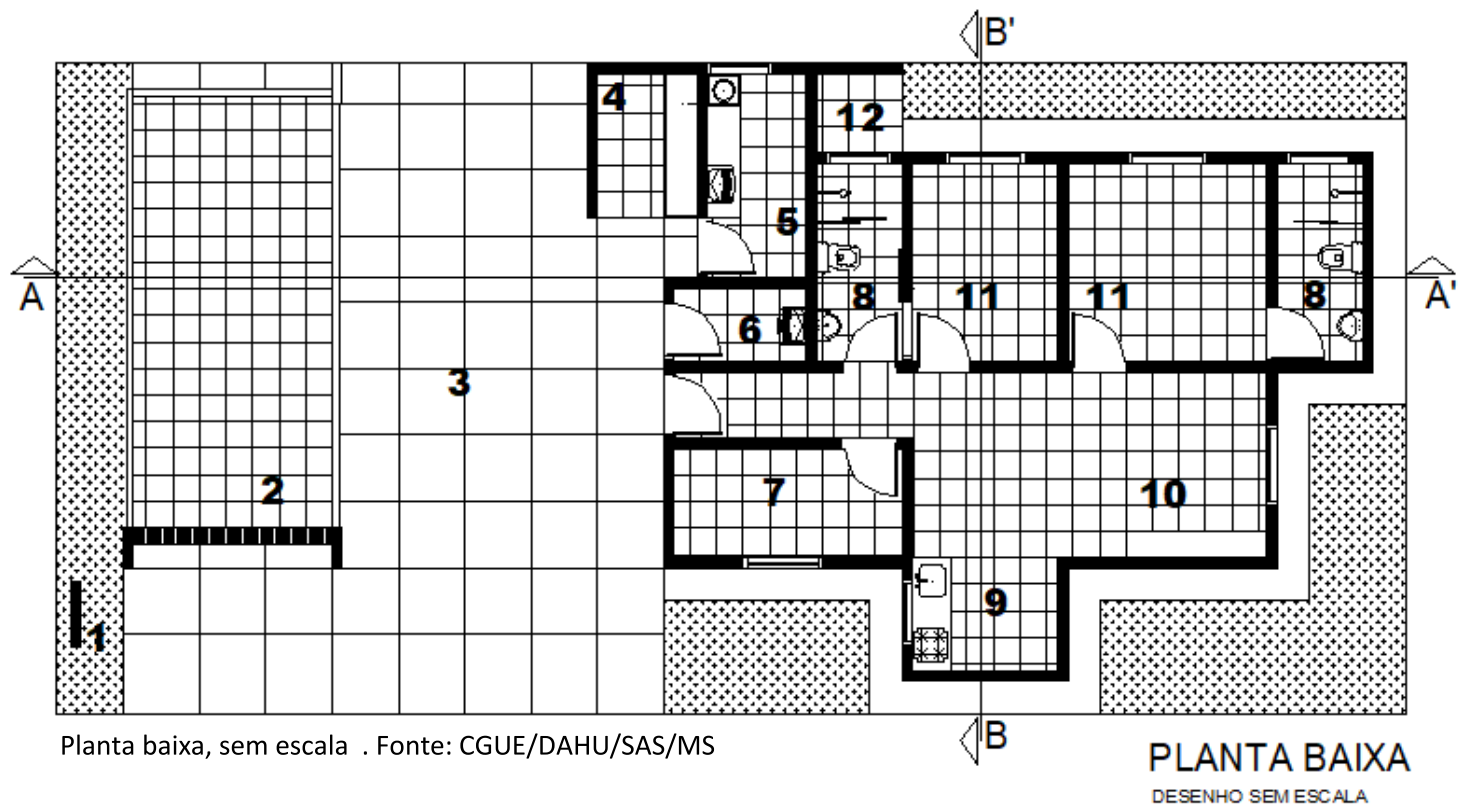 B'
4
12
5
A
8
11
11
8
A'
6
3
2
7
10
9
1
B
Planta baixa, sem escala . Fonte: CGUE/DAHU/SAS/MS
PLANTA BAIXA
DESENHO SEM ESCALA